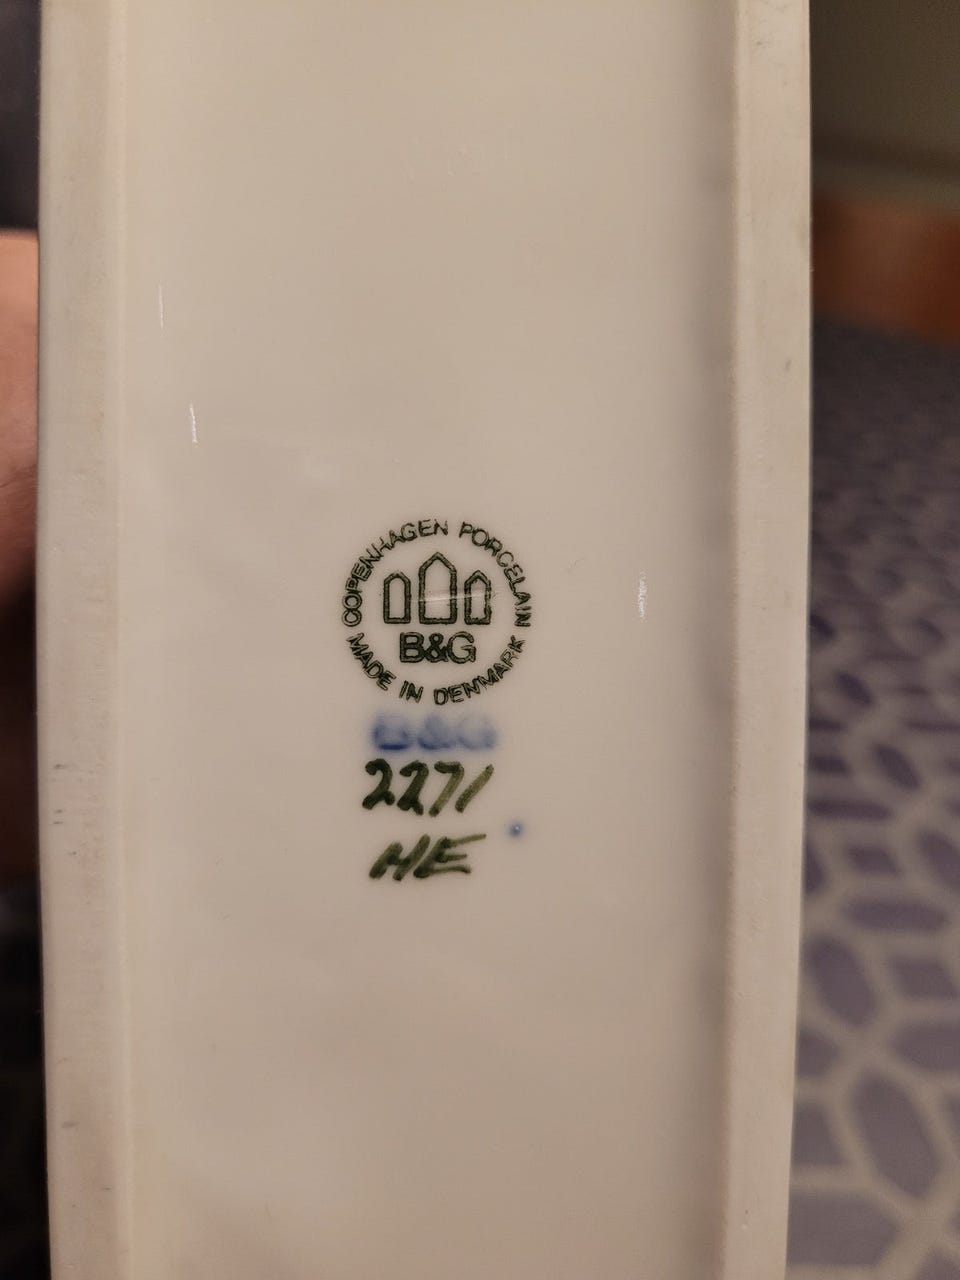 COPENHAGEN PORCELAIN
B&G
MADE IN DENMARK
B&G
2271
HE